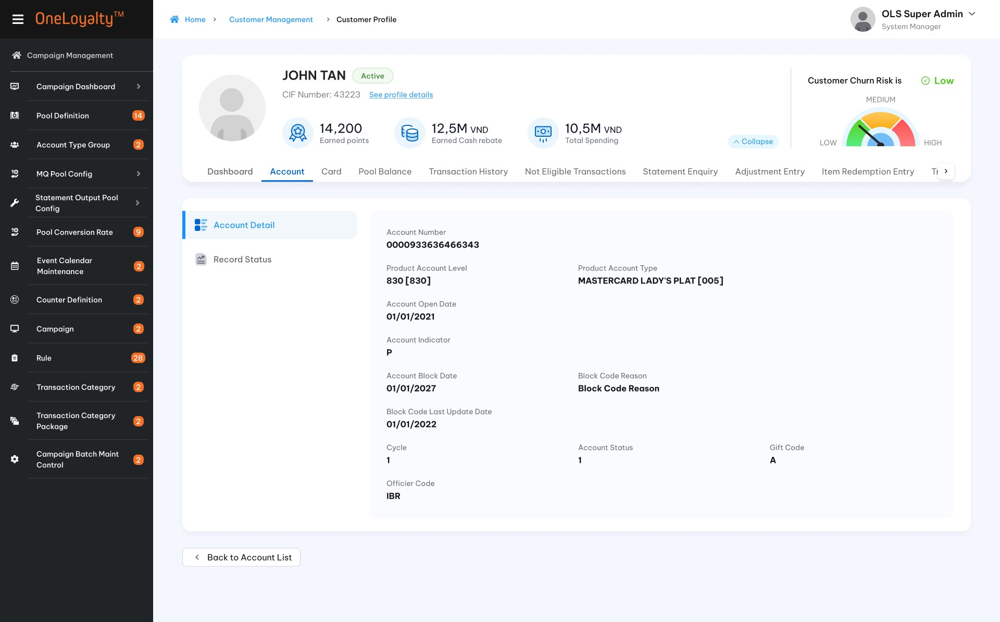 OneLoyalty™
Home
Customer Management
Customer Profile
OLS Super Admin
System Manager
Campaign Management
Campaign Dashboard
Pool Definition
14
Account Type Group
2
MQ Pool Config
Statement Output Pool
Config
Pool Conversion Rate
9
Event Calendar
Maintenance
2
Counter Definition
2
Campaign
2
Rule
28
Transaction Category
2
Transaction Category
Package
2
Campaign Batch Maint
Control
2
JOHN TAN
Active
CIF Number: 43223
See profile details
14,200
Earned points
12,5M VND
Earned Cash rebate
10,5M VND
Total Spending
Collapse
Customer Churn Risk is
Low
MEDIUM
LOW
HIGH
Dashboard
Account
Card
Pool Balance
Transaction History
Not Eligible Transactions
Statement Enquiry
Adjustment Entry
Item Redemption Entry
Account Detail
Record Status
Account Number
0000933636466343
Product Account Level
830 [830]
Product Account Type
MASTERCARD LADY'S PLAT [005]
Account Open Date
01/01/2021
Account Indicator
P
Account Block Date
01/01/2027
Block Code Reason
Block Code Reason
Block Code Last Update Date
01/01/2022
Cycle
1
Account Status
1
Gift Code
A
Officier Code
IBR
Back to Account List